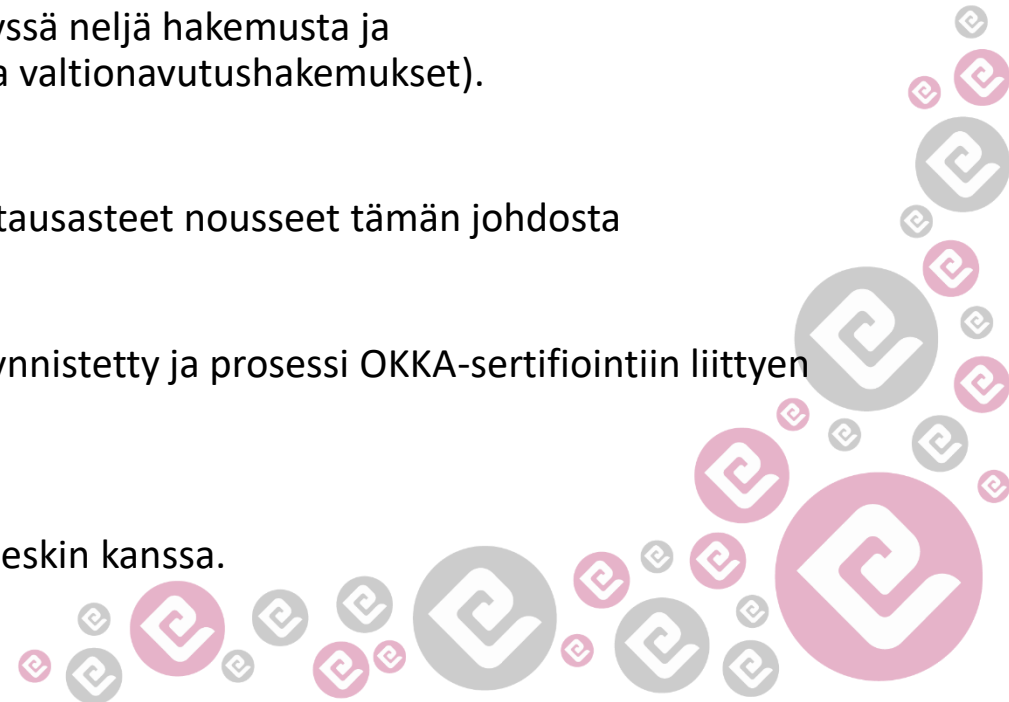 yssä neljä hakemusta ja
a valtionavutushakemukset).
tausasteet nousseet tämän johdosta
ynnistetty ja prosessi OKKA-sertifiointiin liittyen
eskin kanssa.